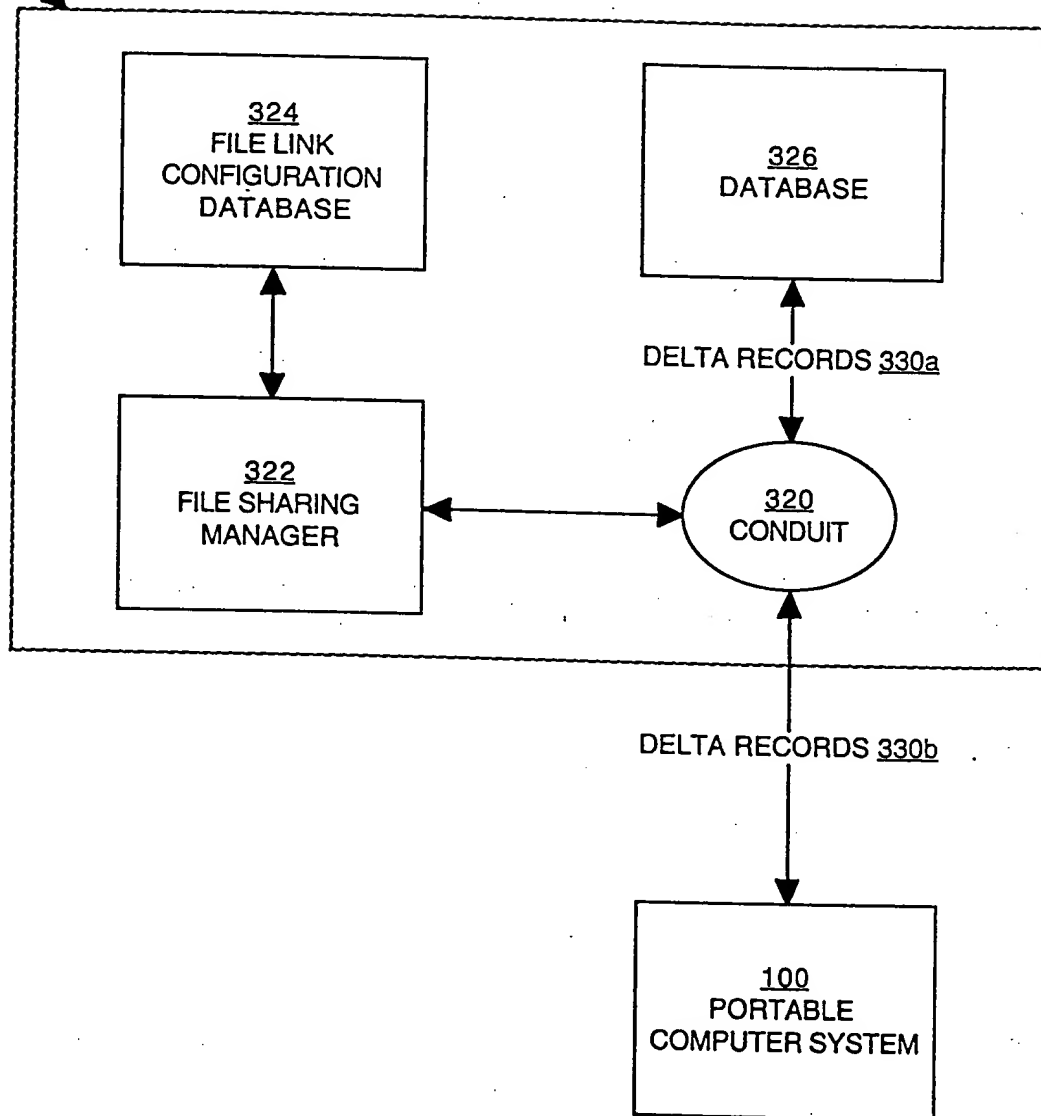 324
FILE LINK
CONFIGURATION
DATABASE
326
DATABASE
DELTA RECORDS 330a
322
FILE SHARING
MANAGER
320
CONDUIT
DELTA RECORDS 330b
100
PORTABLE
COMPUTER SYSTEM